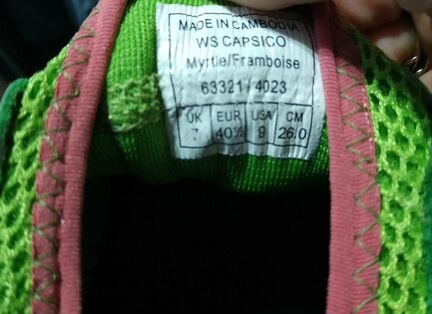 MADE IN CAMBODIA
WS CAPSICO
Myrtle/Framboise
63321 / 4023
UK EUR USA CM
7 40½ 9 26.0